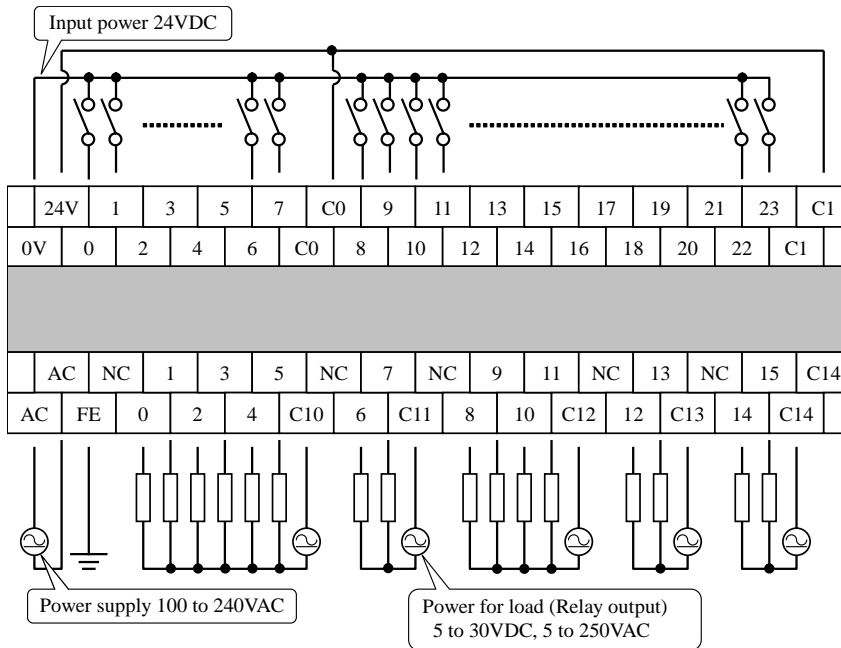 Input power 24VDC
24V 1 3 5 7 C0 9 11 13 15 17 19 21 23 C1
0V 0 2 4 6 C0 8 10 12 14 16 18 20 22 C1
AC NC 1 3 5 NC 7 NC 9 11 NC 13 NC 15 C14
AC FE 0 2 4 C10 6 C11 8 10 C12 12 C13 14 C14
Power supply 100 to 240VAC
Power for load (Relay output)
5 to 30VDC, 5 to 250VAC